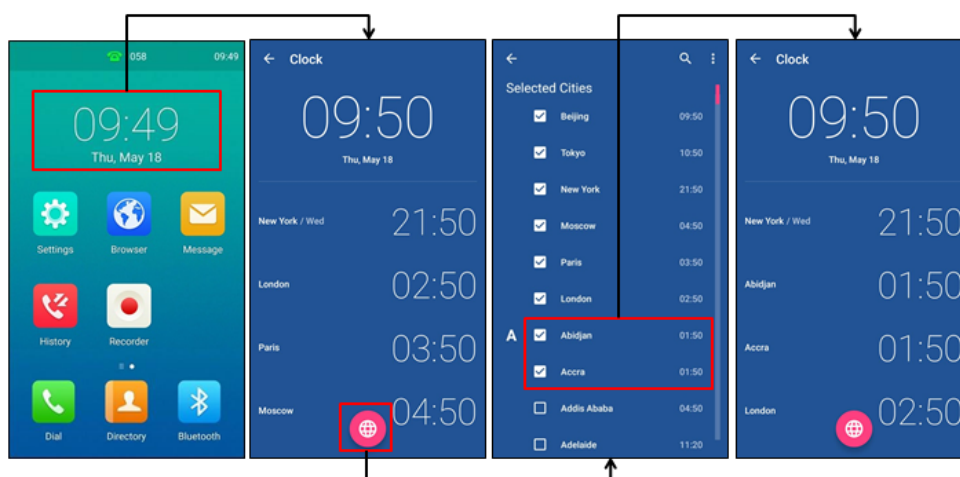 058 09:49
09:49
Thu, May 18
Settings Browser Message
History Recorder
Dial Directory Bluetooth
Clock
09:50
Thu, May 18
New York / Wed 21:50
London 02:50
Paris 03:50
Moscow 04:50
Selected Cities
Beijing 09:50
Tokyo 10:50
New York 21:50
Moscow 04:50
Paris 03:50
London 02:50
A Abidjan 01:50
Accra 01:50
Addis Ababa 04:50
Adelaide 11:20
Clock
09:50
Thu, May 18
New York / Wed 21:50
Abidjan 01:50
Accra 01:50
London 02:50